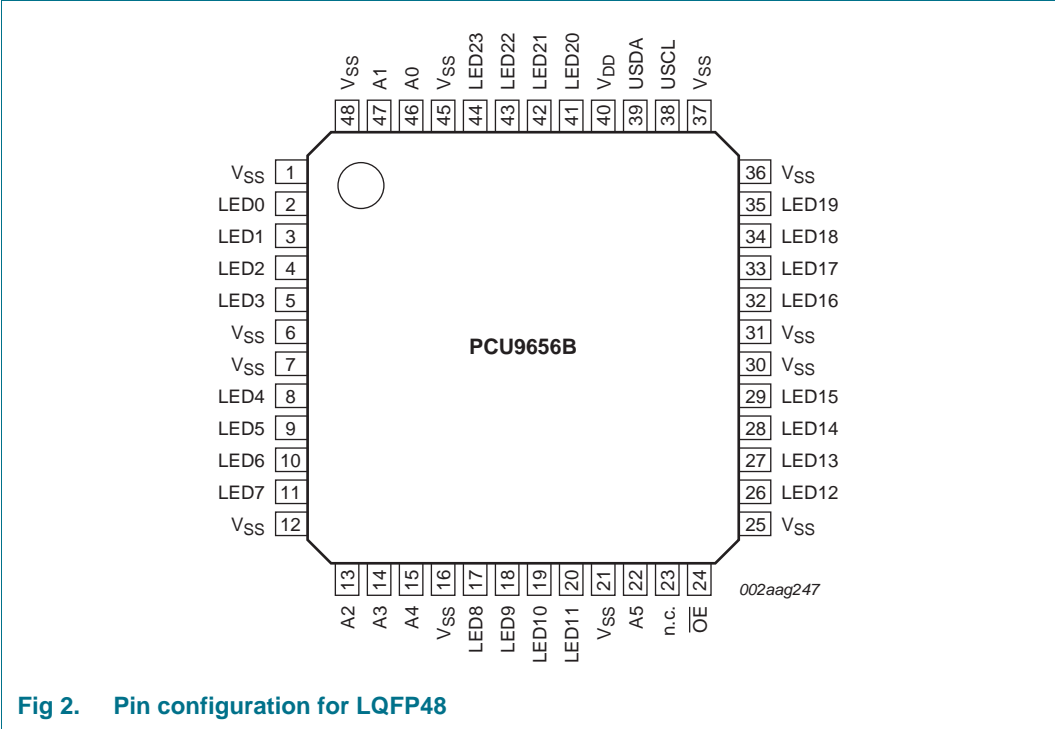 48 VSS
47 A1
46 A0
45 VSS
44 LED23
43 LED22
42 LED21
41 LED20
40 VDD
39 USDA
38 USCL
37 VSS
VSS 1
LED0 2
LED1 3
LED2 4
LED3 5
VSS 6
VSS 7
LED4 8
LED5 9
LED6 10
LED7 11
VSS 12
PCU9656B
36 VSS
35 LED19
34 LED18
33 LED17
32 LED16
31 VSS
30 VSS
29 LED15
28 LED14
27 LED13
26 LED12
25 VSS
A2 13
A3 14
A4 15
VSS 16
LED8 17
LED9 18
LED10 19
LED11 20
VSS 21
A5 22
n.c. 23
O̅E̅ 24
002aag247
Fig 2. Pin configuration for LQFP48